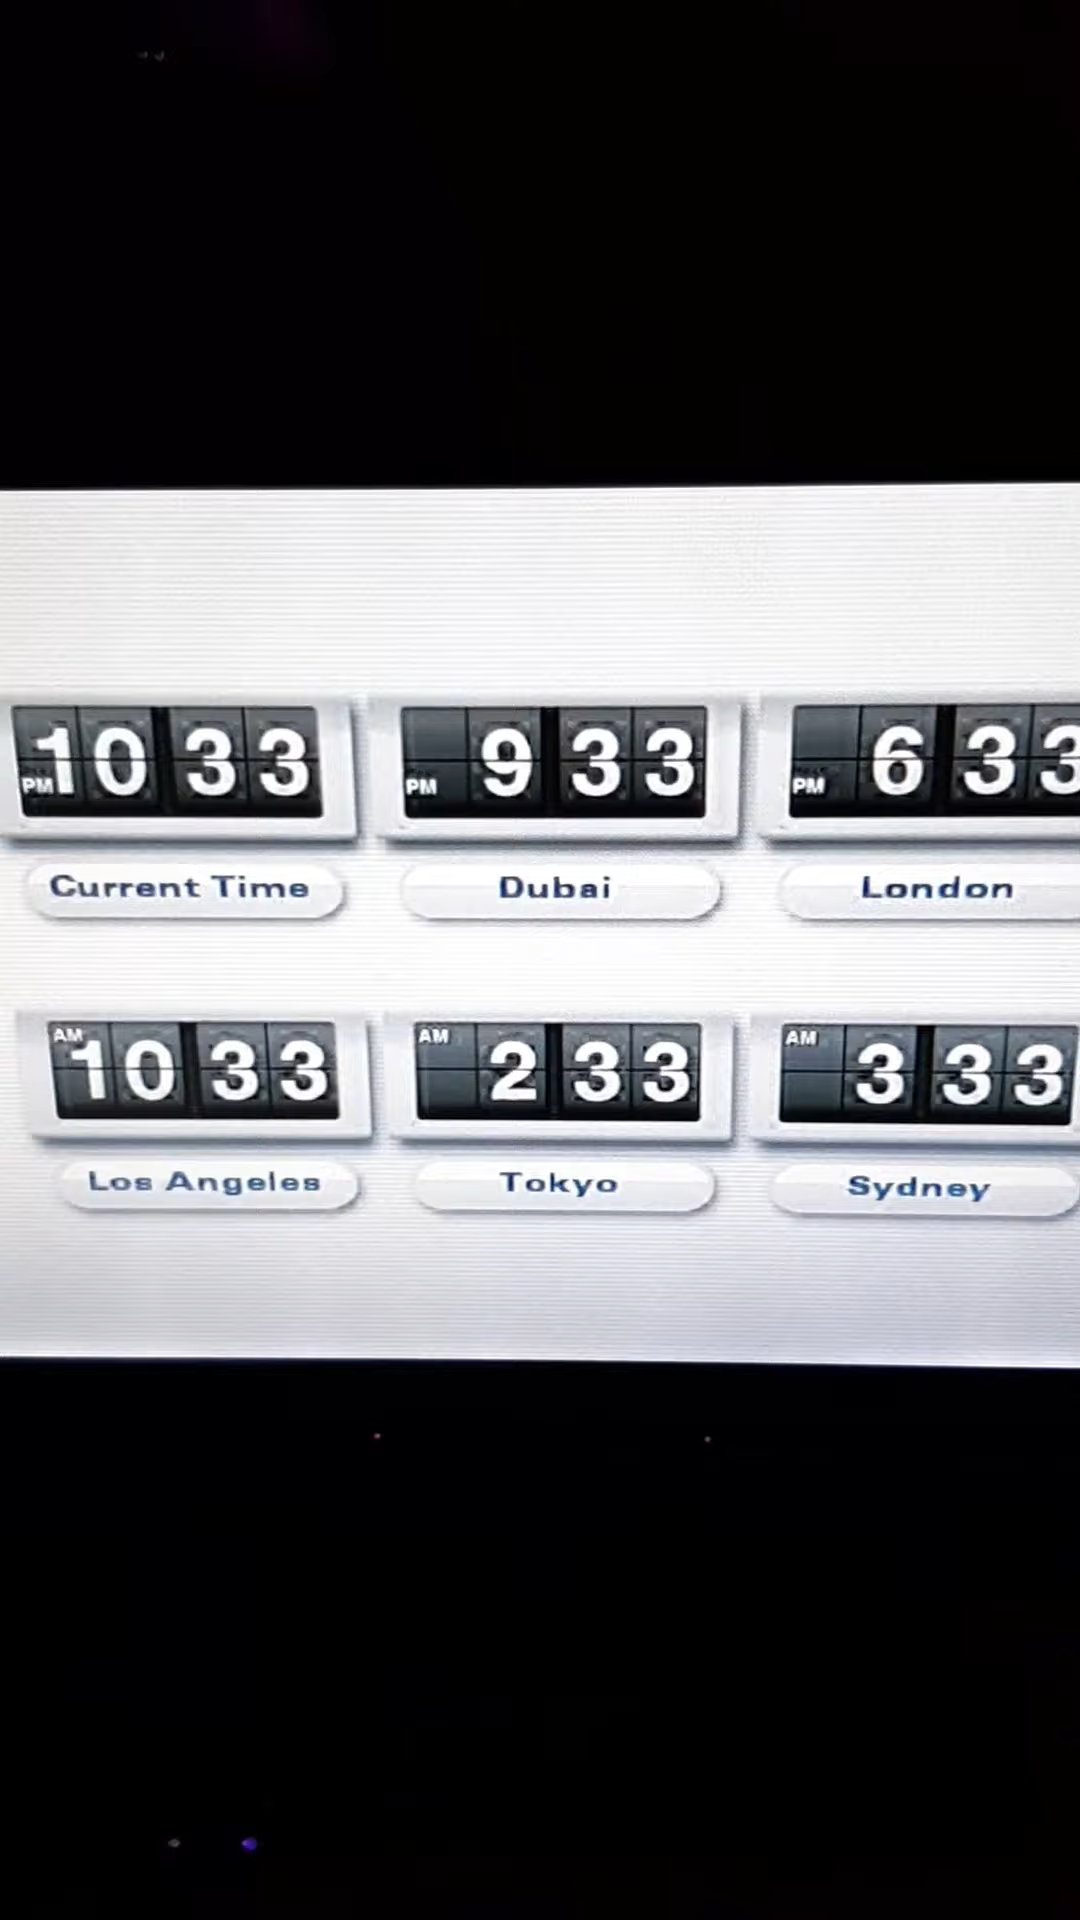 PM 10 33
PM 9 33
PM 6 33
Current Time
Dubai
London
AM 10 33
AM 2 33
AM 3 33
Los Angeles
Tokyo
Sydney